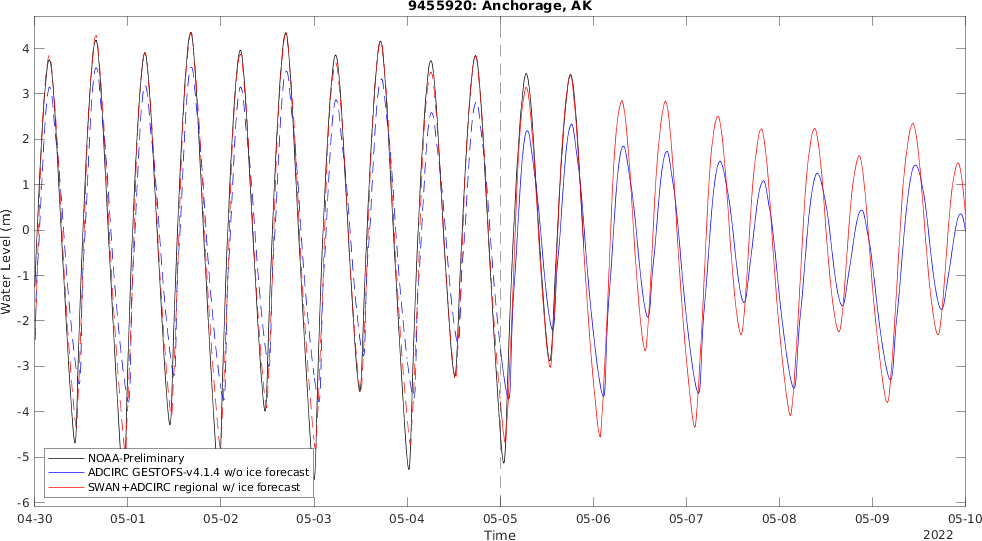 9455920: Anchorage, AK
Water Level (m)
4
3
2
1
0
-1
-2
-3
-4
-5
-6
NOAA-Preliminary
ADCIRC GESTOFS-v4.1.4 w/o ice forecast
SWAN+ADCIRC regional w/ ice forecast
04-30 05-01 05-02 05-03 05-04 05-05 05-06 05-07 05-08 05-09 05-10
Time
2022